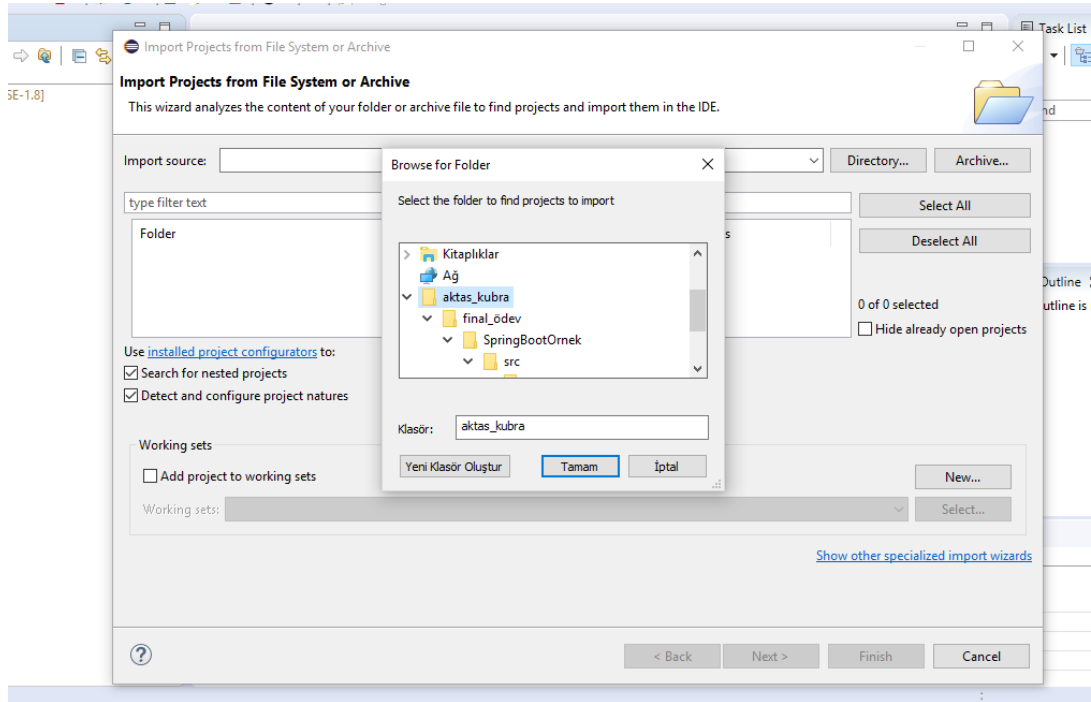 Task List
Import Projects from File System or Archive
SE-1.8]
Import Projects from File System or Archive
This wizard analyzes the content of your folder or archive file to find projects and import them in the IDE.
Import source:
Directory...
Archive...
Browse for Folder
Select the folder to find projects to import
type filter text
Select All
Folder
Deselect All
Kitaplıklar
Ağ
aktas_kubra
final_ödev
SpringBootOrnek
src
0 of 0 selected
Hide already open projects
Use installed project configurators to:
Search for nested projects
Detect and configure project natures
Klasör: aktas_kubra
Yeni Klasör Oluştur
Tamam
İptal
Working sets
Add project to working sets
New...
Working sets:
Select...
Show other specialized import wizards
?
< Back
Next >
Finish
Cancel